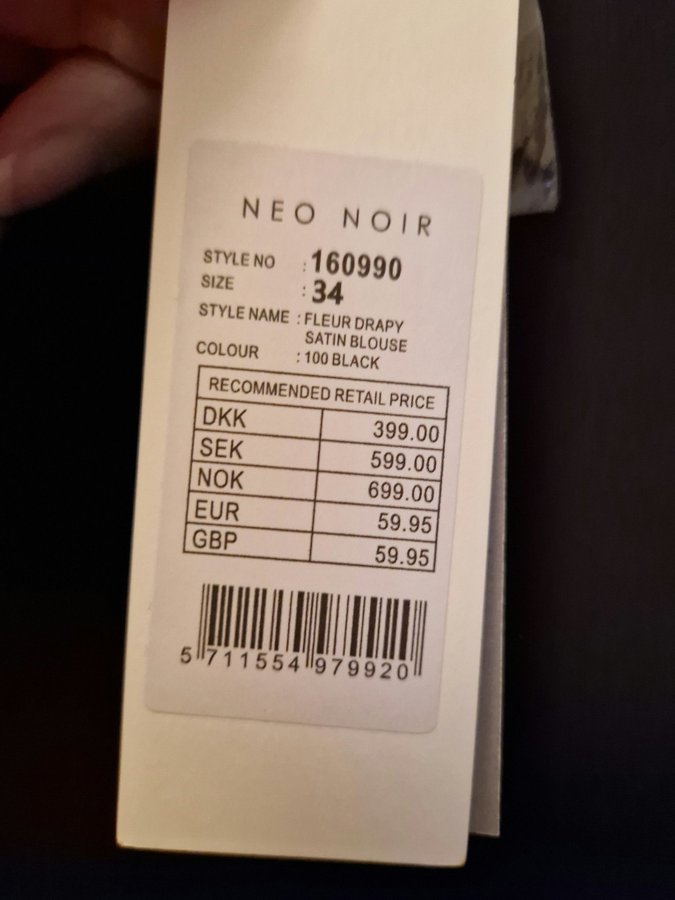 NEO NOIR
STYLE NO : 160990
SIZE : 34
STYLE NAME : FLEUR DRAPY
SATIN BLOUSE
COLOUR : 100 BLACK
RECOMMENDED RETAIL PRICE
DKK 399.00
SEK 599.00
NOK 699.00
EUR 59.95
GBP 59.95
5 711554 979920